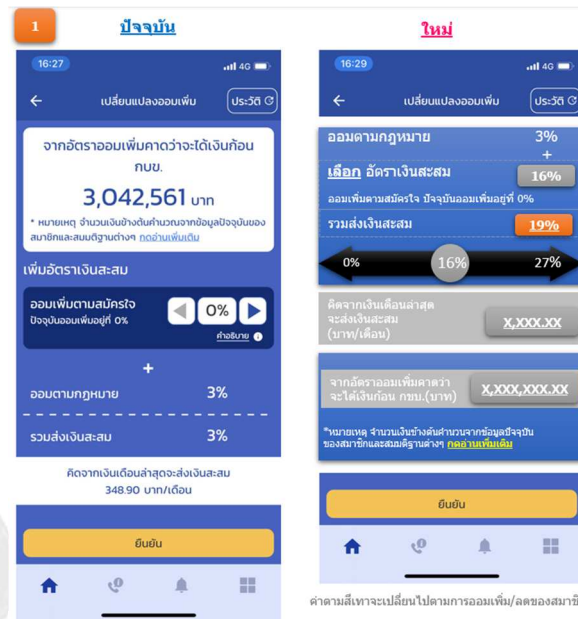 1
ปัจจุบัน
16:27
4G
เปลี่ยนแปลงออมเพิ่ม
ประวัติ
จากอัตราออมเพิ่มคาดว่าจะได้เงินก้อน
กบข.
3,042,561 บาท
* หมายเหตุ จำนวนเงินข้างต้นคำนวณจากข้อมูลปัจจุบันของ
สมาชิกและสมมติฐานต่างๆ กดอ่านเพิ่มเติม
เพิ่มอัตราเงินสะสม
ออมเพิ่มตามสมัครใจ
ปัจจุบันออมเพิ่มอยู่ที่ 0%
0%
คำอธิบาย
+
ออมตามกฎหมาย 3%
รวมส่งเงินสะสม 3%
คิดจากเงินเดือนล่าสุดจะส่งเงินสะสม
348.90 บาท/เดือน
ยืนยัน
ใหม่
16:29
4G
เปลี่ยนแปลงออมเพิ่ม
ประวัติ
ออมตามกฎหมาย 3%
+
เลือก อัตราเงินสะสม 16%
ออมเพิ่มตามสมัครใจ ปัจจุบันออมเพิ่มอยู่ที่ 0%
รวมส่งเงินสะสม 19%
0% 16% 27%
คิดจากเงินเดือนล่าสุด
จะส่งเงินสะสม
(บาท/เดือน)
X,XXX.XX
จากอัตราออมเพิ่มคาดว่า
จะได้เงินก้อน กขบ.(บาท)
X,XXX,XXX.XX
*หมายเหตุ จำนวนเงินข้างต้นคำนวณจากข้อมูลปัจจุบัน
ของสมาชิกและสมมติฐานต่างๆ กดอ่านเพิ่มเติม
ยืนยัน
ค่าตามสีเทาจะเปลี่ยนไปตามการออมเพิ่ม/ลดของสมาชิ